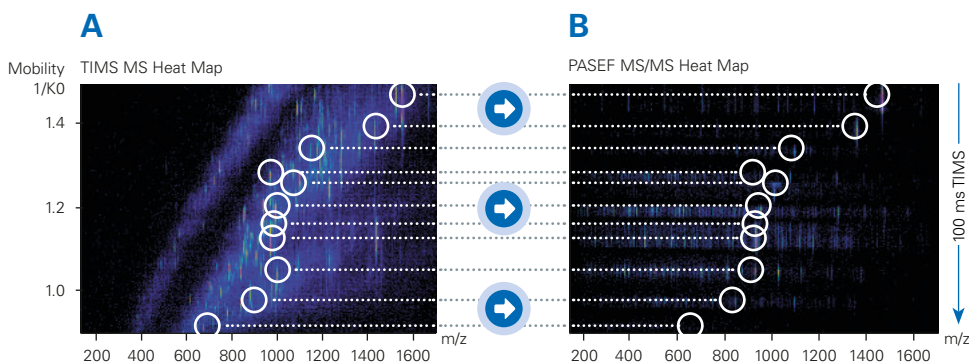 A
B
TIMS MS Heat Map
PASEF MS/MS Heat Map
Mobility
1/K0
1.4
1.2
1.0
200 400 600 800 1000 1200 1400 1600 m/z
200 400 600 800 1000 1200 1400 1600 m/z
100 ms TIMS